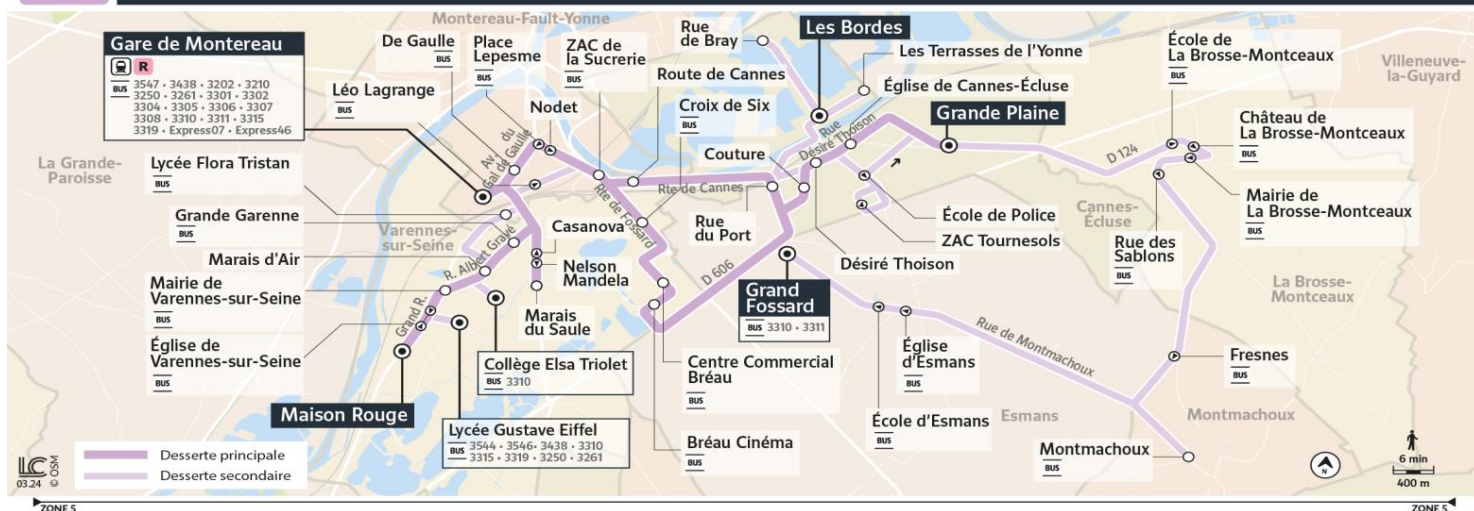 Montereau-Fault-Yonne
Gare de Montereau
R
BUS 3547 • 3438 • 3202 • 3210
3250 • 3261 • 3301 • 3302
3304 • 3305 • 3306 • 3307
3308 • 3310 • 3311 • 3315
3319 • Express07 • Express46
De Gaulle
Place
Lepesme
BUS
ZAC de
la Sucrerie
BUS
Rue
de Bray
Les Bordes
Les Terrasses de l'Yonne
École de
La Brosse-Montceaux
BUS
Villeneuve-
la-Guyard
Léo Lagrange
BUS
Nodet
Route de Cannes
Croix de Six
BUS
Église de Cannes-Écluse
Grande Plaine
Château de
La Brosse-Montceaux
BUS
La Grande-
Paroisse
Av. du
Gal de Gaulle
Rue
Désiré Thoison
Couture
D 124
Lycée Flora Tristan
BUS
Rte de Cannes
Rte de Fossard
Mairie de
La Brosse-Montceaux
BUS
Grande Garenne
BUS
Varennes-
sur-Seine
Casanova
Rue
du Port
École de Police
ZAC Tournesols
Cannes-
Écluse
Rue des
Sablons
BUS
Marais d'Air
R. Albert Gravé
Nelson
Mandela
D 606
Désiré Thoison
Mairie de
Varennes-sur-Seine
BUS
Grand R.
Marais
du Saule
Grand
Fossard
BUS 3310 • 3311
La Brosse-
Montceaux
Rue de Montmachoux
Église de
Varennes-sur-Seine
BUS
Collège Elsa Triolet
BUS 3310
Centre Commercial
Bréau
BUS
Église
d'Esmans
BUS
Fresnes
BUS
Maison Rouge
École d'Esmans
BUS
Esmans
Montmachoux
Lycée Gustave Eiffel
BUS 3544 • 3546 • 3438 • 3310
3315 • 3319 • 3250 • 3261
Bréau Cinéma
BUS
Montmachoux
BUS
Desserte principale
Desserte secondaire
LC
03.24
© OSM
N
6 min
400 m
ZONE 5
ZONE 5